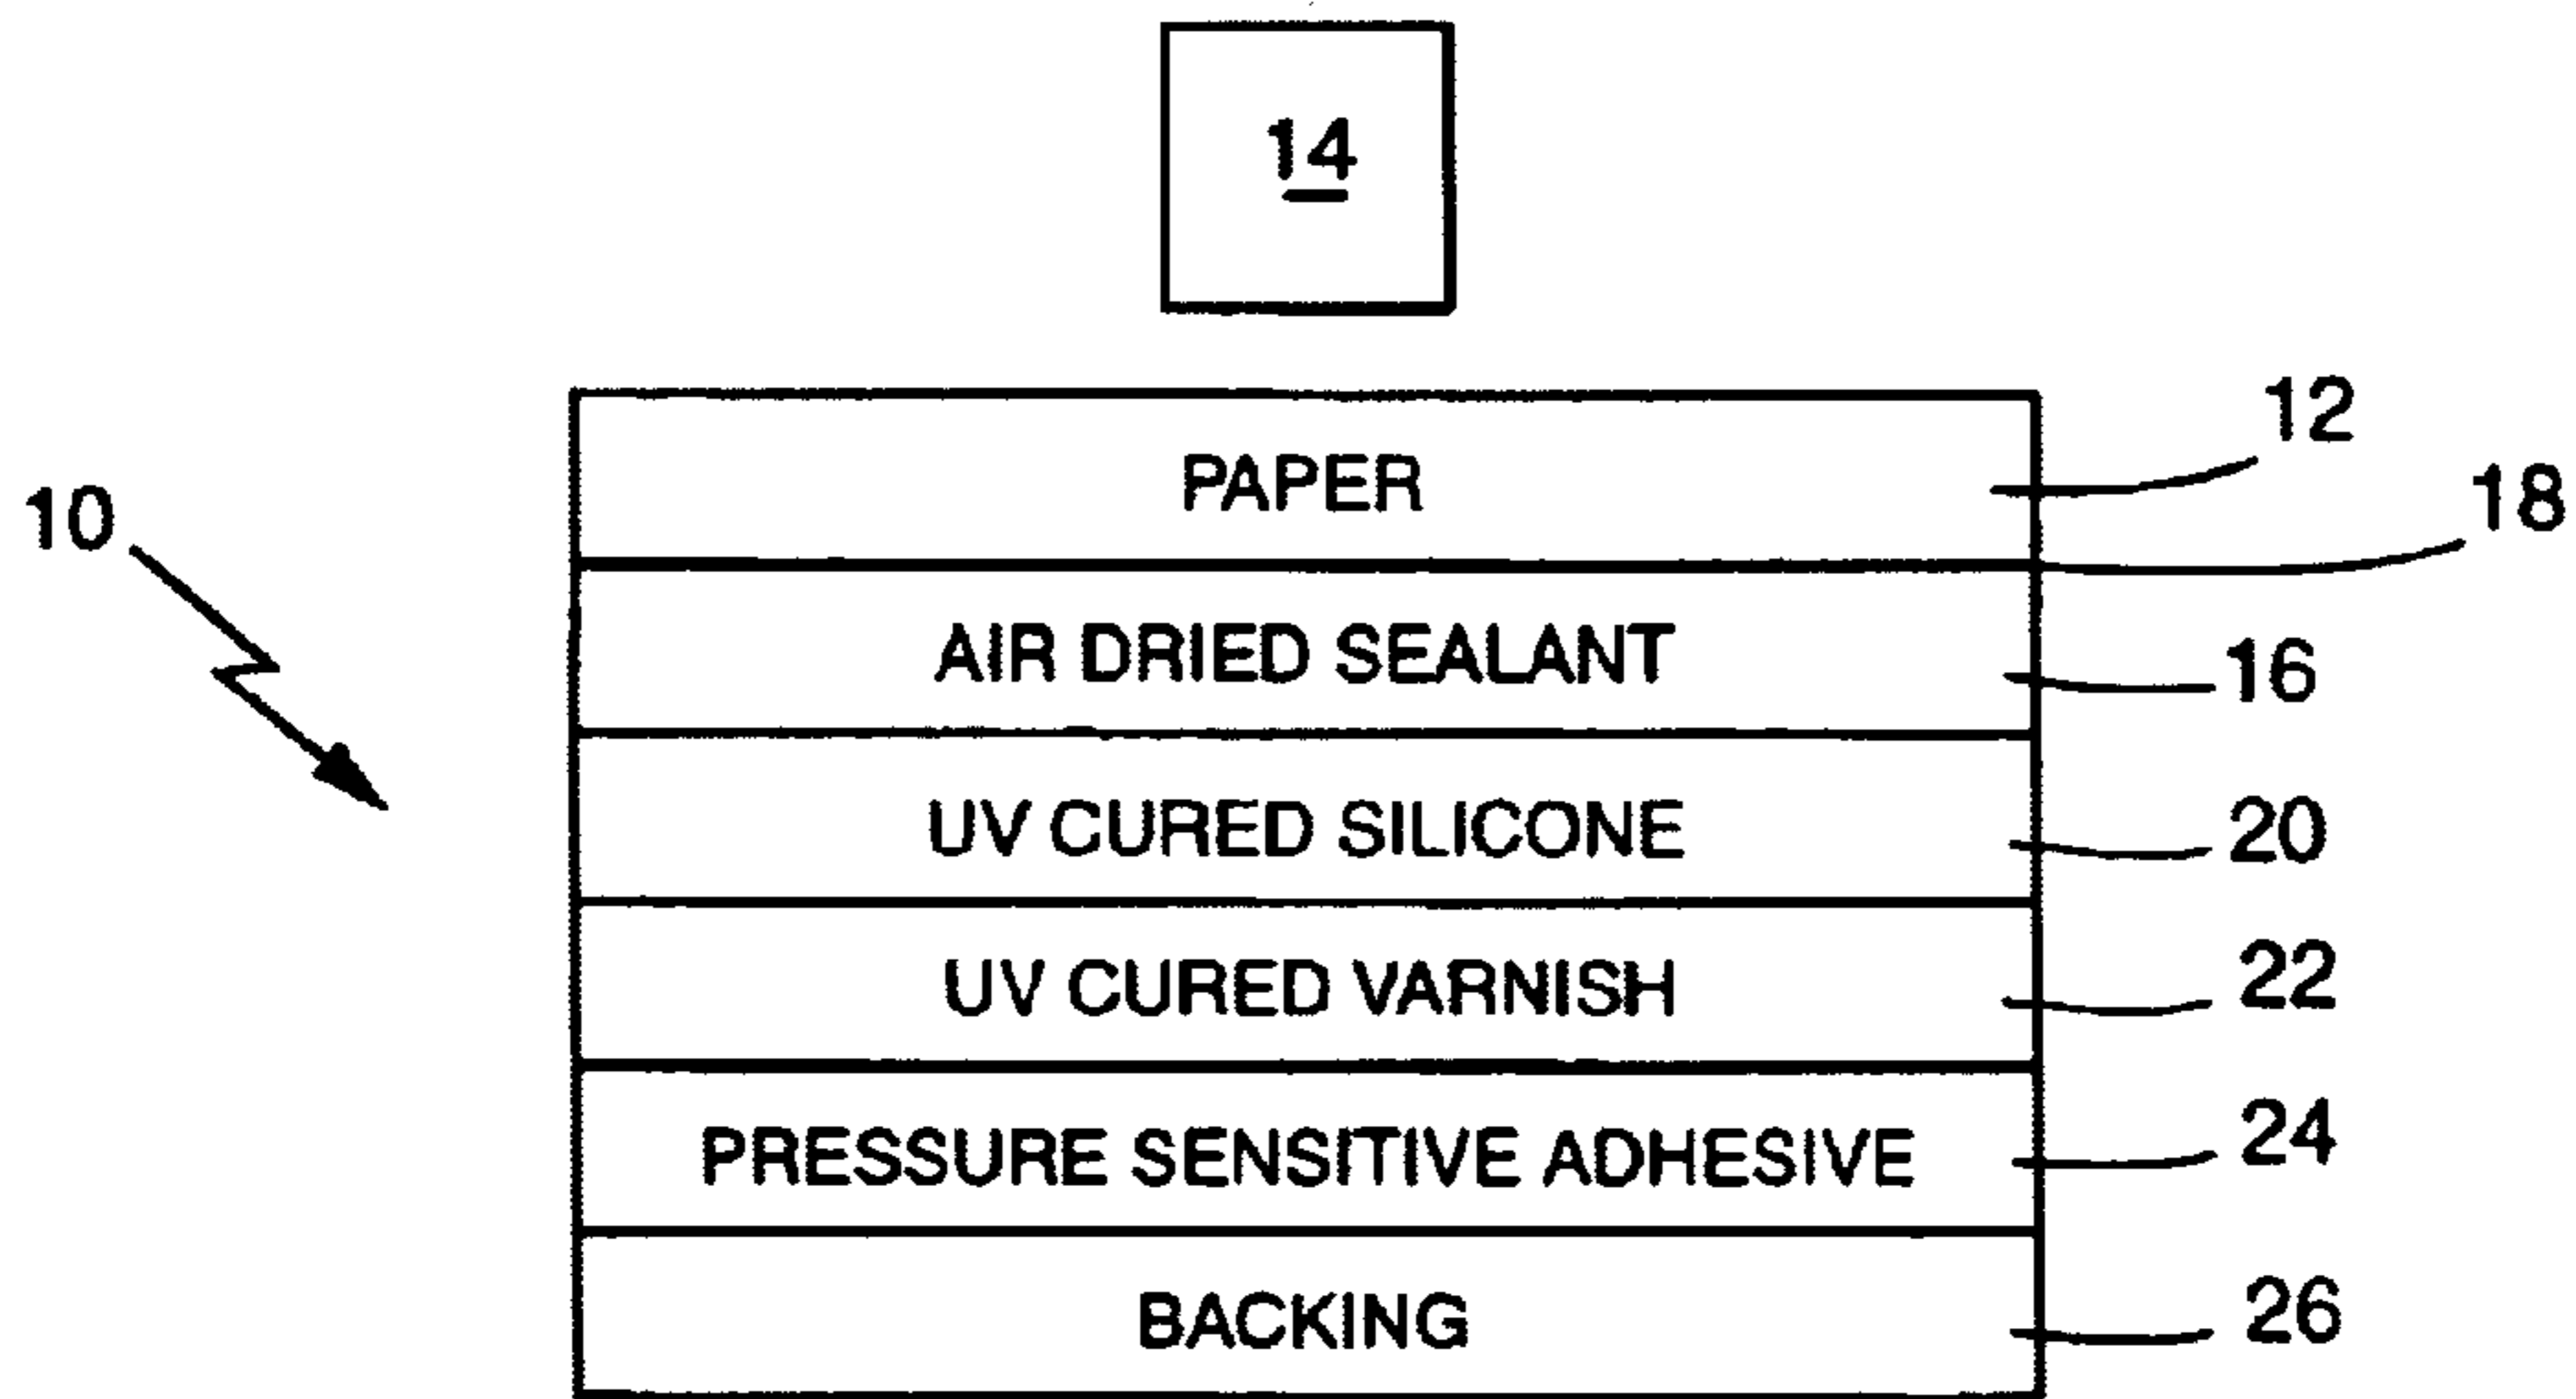 14
PAPER
12
18
10
AIR DRIED SEALANT
16
UV CURED SILICONE
20
UV CURED VARNISH
22
PRESSURE SENSITIVE ADHESIVE
24
BACKING
26